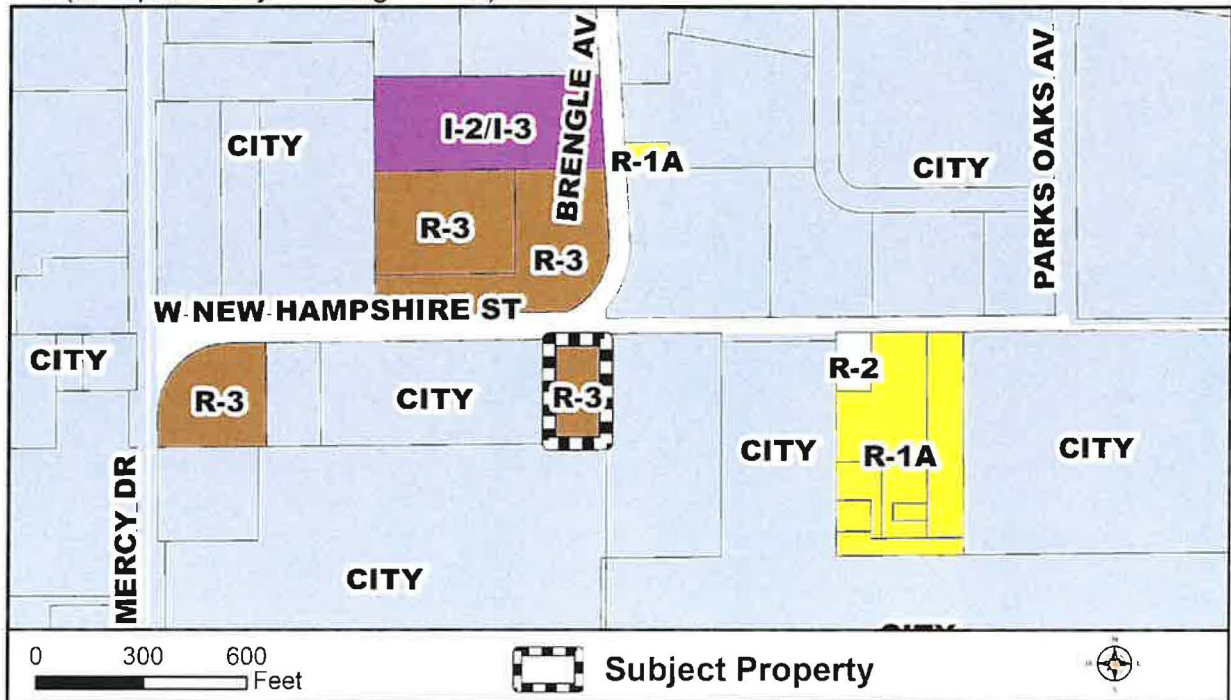 BRENGLE AV
PARKS OAKS AV
I-2/I-3
CITY
R-1A
CITY
R-3
R-3
W NEW HAMPSHIRE ST
CITY
R-3
CITY
R-3
R-2
CITY
R-1A
CITY
MERCY DR
CITY
CITY
0 300 600
Feet
Subject Property